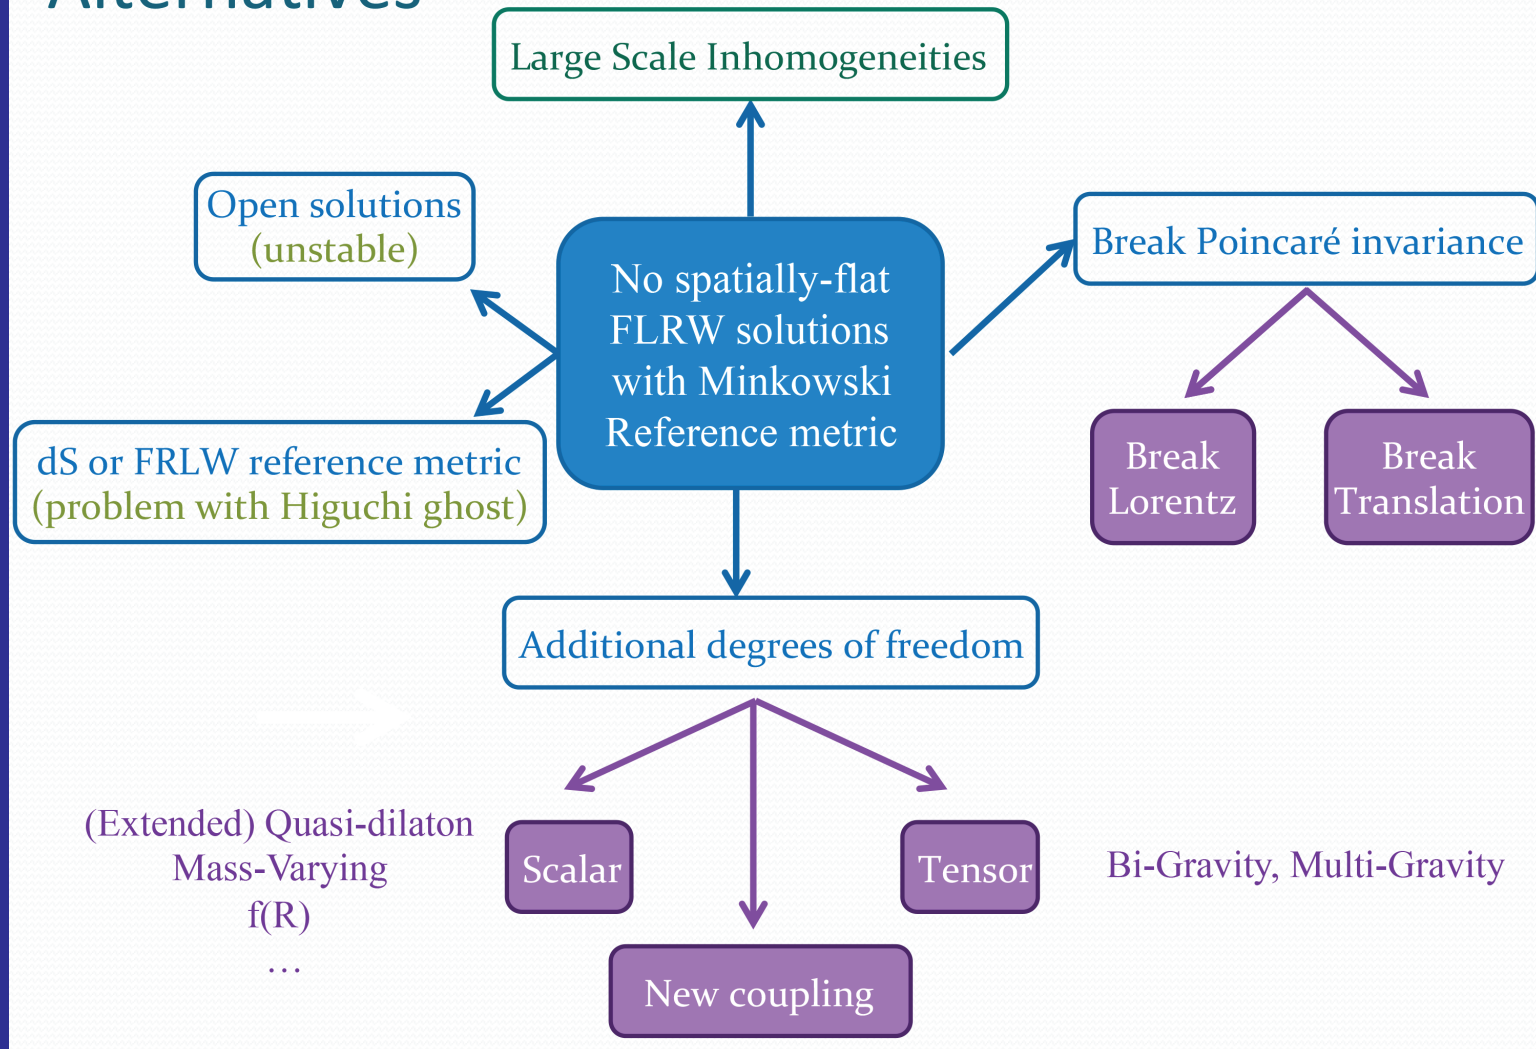 Alternatives
Large Scale Inhomogeneities
Open solutions
(unstable)
Break Poincaré invariance
No spatially-flat
FLRW solutions
with Minkowski
Reference metric
dS or FRLW reference metric
(problem with Higuchi ghost)
Break
Lorentz
Break
Translation
Additional degrees of freedom
(Extended) Quasi-dilaton
Mass-Varying
f(R)
…
Scalar
Tensor
Bi-Gravity, Multi-Gravity
New coupling